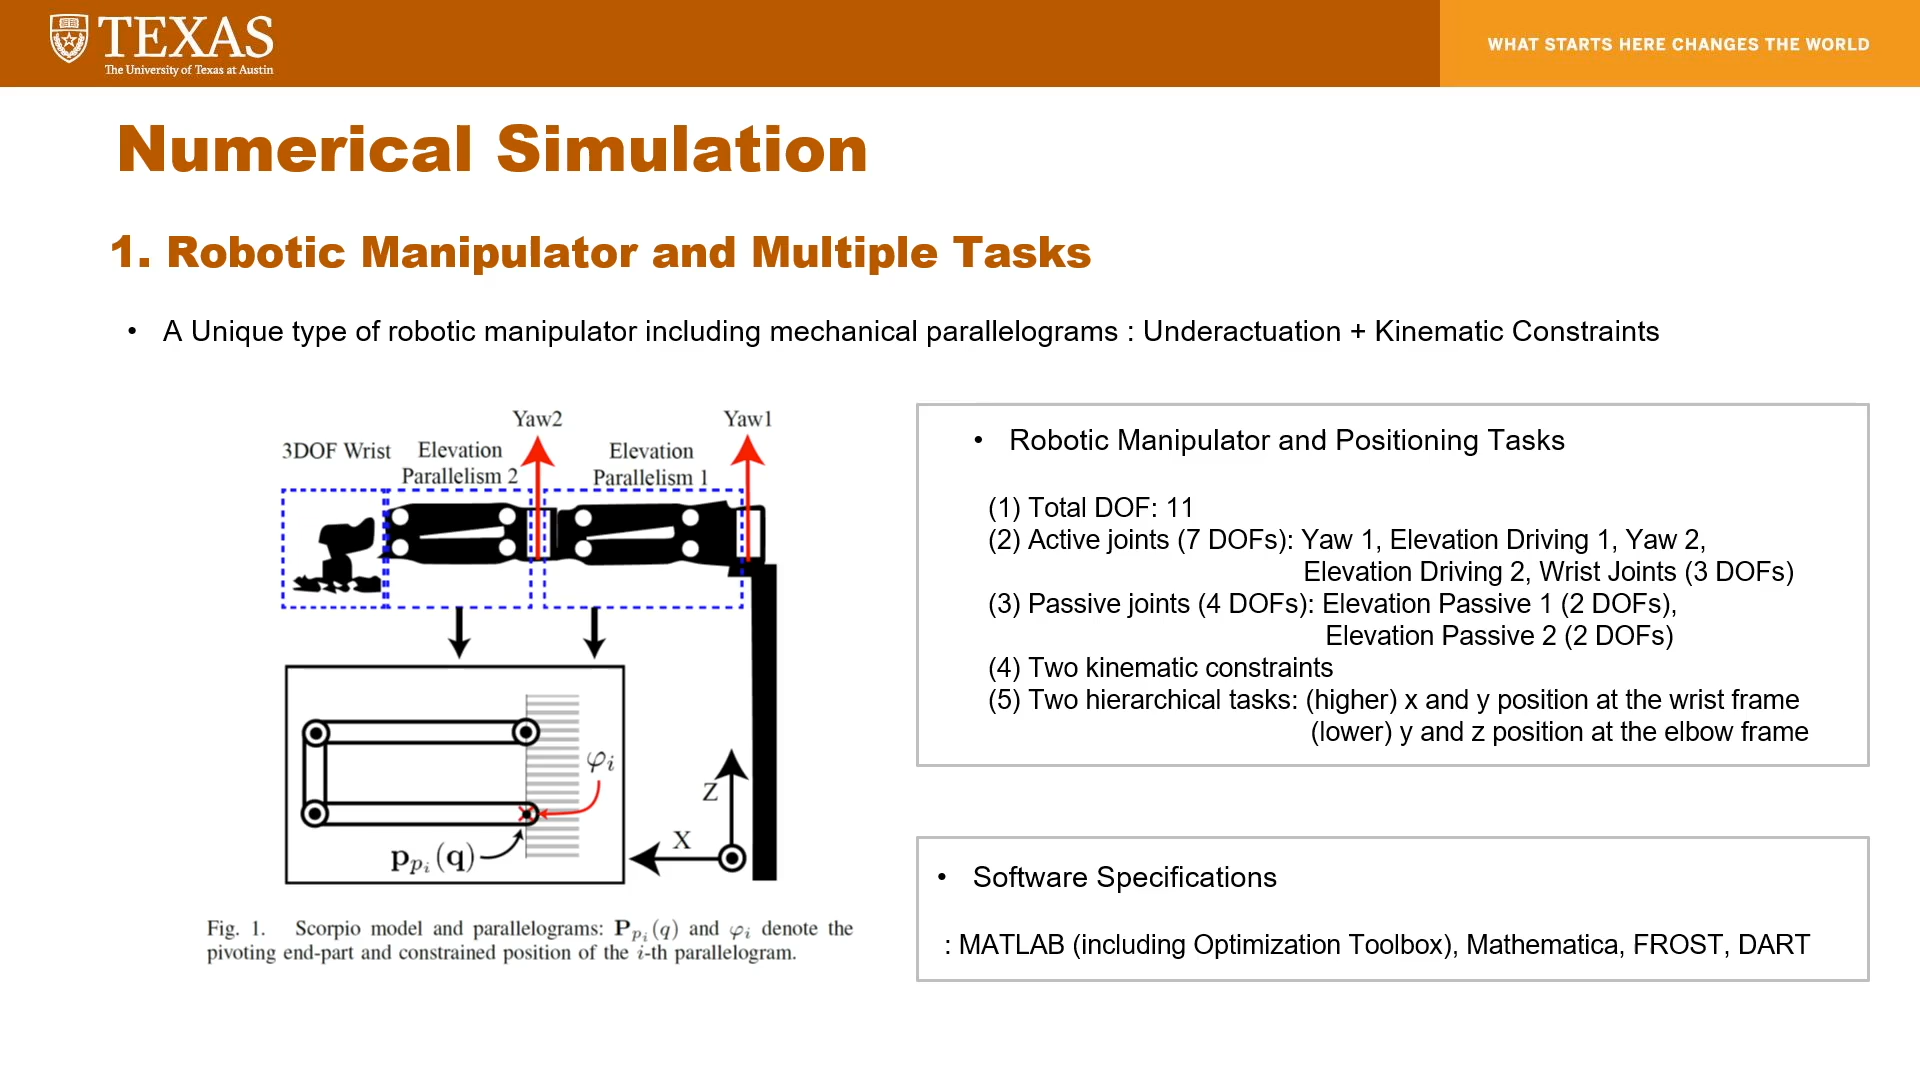 TEXAS
The University of Texas at Austin
WHAT STARTS HERE CHANGES THE WORLD
Numerical Simulation
1. Robotic Manipulator and Multiple Tasks
• A Unique type of robotic manipulator including mechanical parallelograms : Underactuation + Kinematic Constraints
Yaw2
Yaw1
3DOF Wrist
Elevation
Parallelism 2
Elevation
Parallelism 1
φi
Z
X
p_{p_i}(q)
Fig. 1. Scorpio model and parallelograms: P_{p_i}(q) and φ_i denote the
pivoting end-part and constrained position of the i-th parallelogram.
• Robotic Manipulator and Positioning Tasks
(1) Total DOF: 11
(2) Active joints (7 DOFs): Yaw 1, Elevation Driving 1, Yaw 2,
Elevation Driving 2, Wrist Joints (3 DOFs)
(3) Passive joints (4 DOFs): Elevation Passive 1 (2 DOFs),
Elevation Passive 2 (2 DOFs)
(4) Two kinematic constraints
(5) Two hierarchical tasks: (higher) x and y position at the wrist frame
(lower) y and z position at the elbow frame
• Software Specifications
: MATLAB (including Optimization Toolbox), Mathematica, FROST, DART